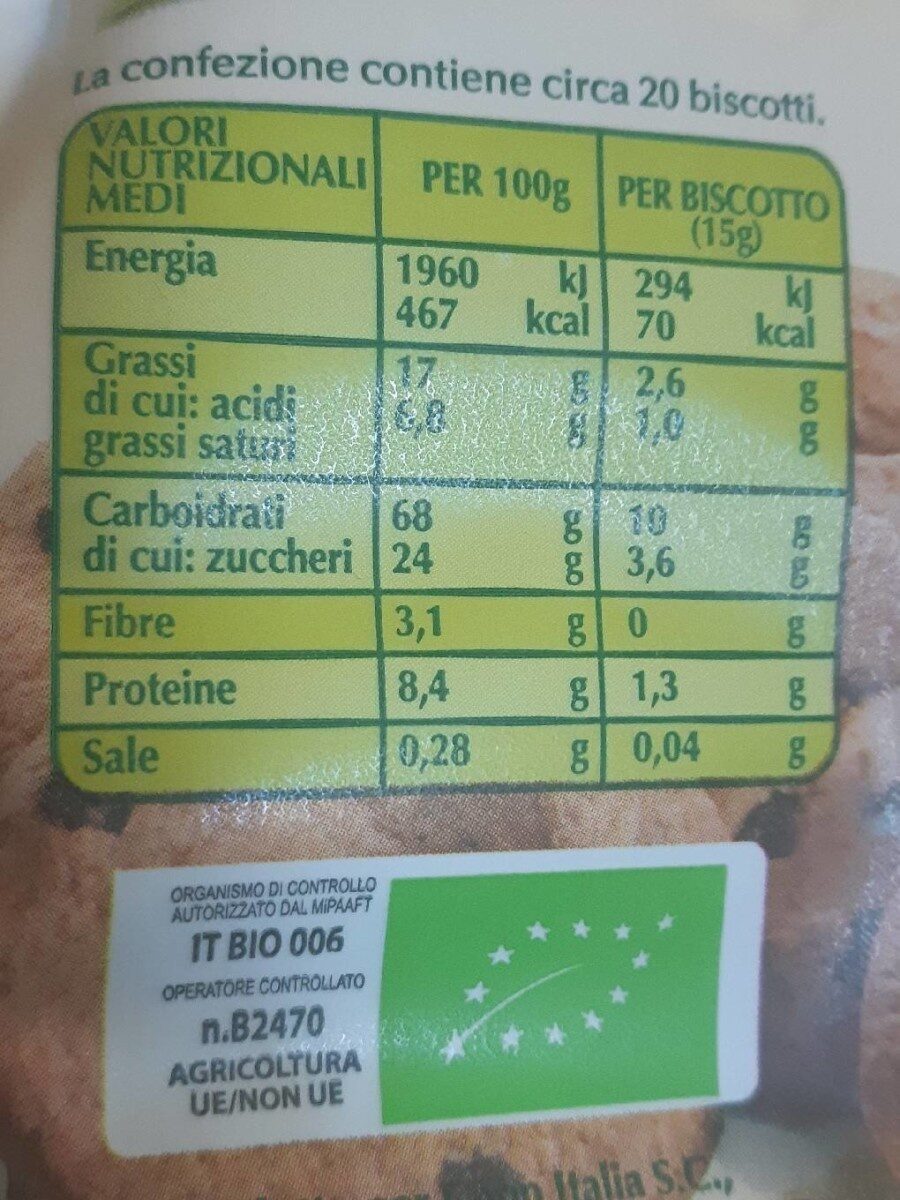 La confezione contiene circa 20 biscotti.
VALORI NUTRIZIONALI MEDI PER 100g PER BISCOTTO (15g)
Energia 1960 kJ 294 kJ
467 kcal 70 kcal
Grassi 17 g 2,6 g
di cui: acidi grassi saturi 6,8 g 1,0 g
Carboidrati 68 g 10 g
di cui: zuccheri 24 g 3,6 g
Fibre 3,1 g 0 g
Proteine 8,4 g 1,3 g
Sale 0,28 g 0,04 g
ORGANISMO DI CONTROLLO
AUTORIZZATO DAL MiPAAFT
IT BIO 006
OPERATORE CONTROLLATO
n.B2470
AGRICOLTURA
UE/NON UE
Italia S.C.,